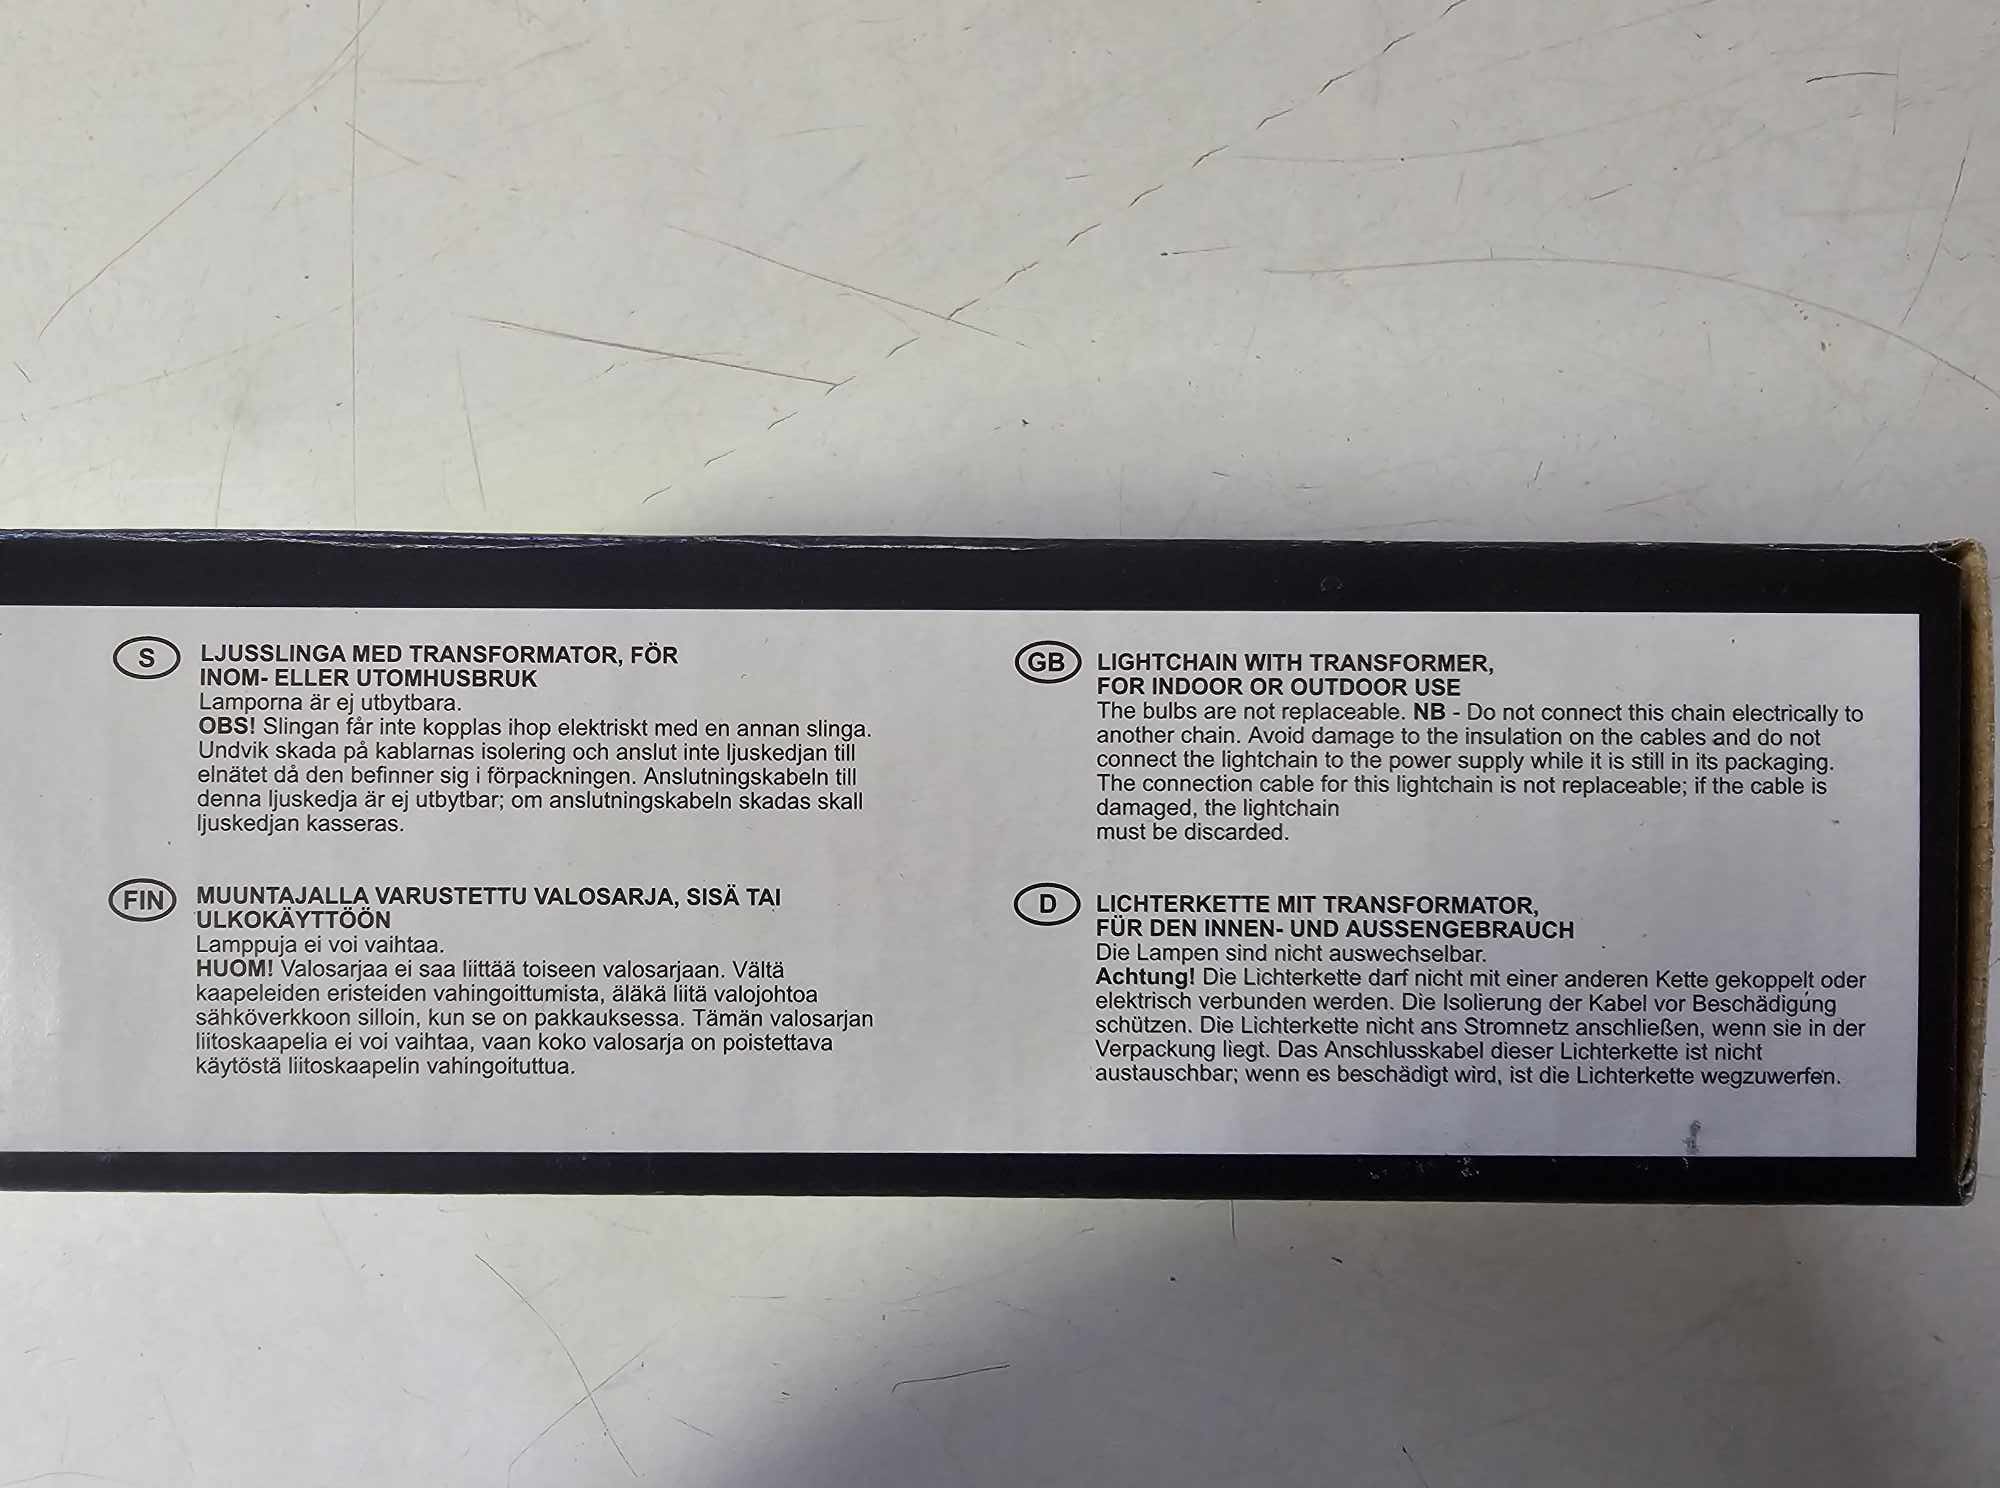 S
LJUSSLINGA MED TRANSFORMATOR, FÖR
INOM- ELLER UTOMHUSBRUK
Lamporna är ej utbytbara.
OBS! Slingan får inte kopplas ihop elektriskt med en annan slinga.
Undvik skada på kablarnas isolering och anslut inte ljuskedjan till
elnätet då den befinner sig i förpackningen. Anslutningskabeln till
denna ljuskedja är ej utbytbar; om anslutningskabeln skadas skall
ljuskedjan kasseras.
FIN
MUUNTAJALLA VARUSTETTU VALOSARJA, SISÄ TAI
ULKOKÄYTTÖÖN
Lamppuja ei voi vaihtaa.
HUOM! Valosarjaa ei saa liittää toiseen valosarjaan. Vältä
kaapeleiden eristeiden vahingoittumista, äläkä liitä valojohtoa
sähköverkkoon silloin, kun se on pakkauksessa. Tämän valosarjan
liitoskaapelia ei voi vaihtaa, vaan koko valosarja on poistettava
käytöstä liitoskaapelin vahingoituttua.
GB
LIGHTCHAIN WITH TRANSFORMER,
FOR INDOOR OR OUTDOOR USE
The bulbs are not replaceable. NB - Do not connect this chain electrically to
another chain. Avoid damage to the insulation on the cables and do not
connect the lightchain to the power supply while it is still in its packaging.
The connection cable for this lightchain is not replaceable; if the cable is
damaged, the lightchain
must be discarded.
D
LICHTERKETTE MIT TRANSFORMATOR,
FÜR DEN INNEN- UND AUSSENGEBRAUCH
Die Lampen sind nicht auswechselbar.
Achtung! Die Lichterkette darf nicht mit einer anderen Kette gekoppelt oder
elektrisch verbunden werden. Die Isolierung der Kabel vor Beschädigung
schützen. Die Lichterkette nicht ans Stromnetz anschließen, wenn sie in der
Verpackung liegt. Das Anschlusskabel dieser Lichterkette ist nicht
austauschbar; wenn es beschädigt wird, ist die Lichterkette wegzuwerfen.